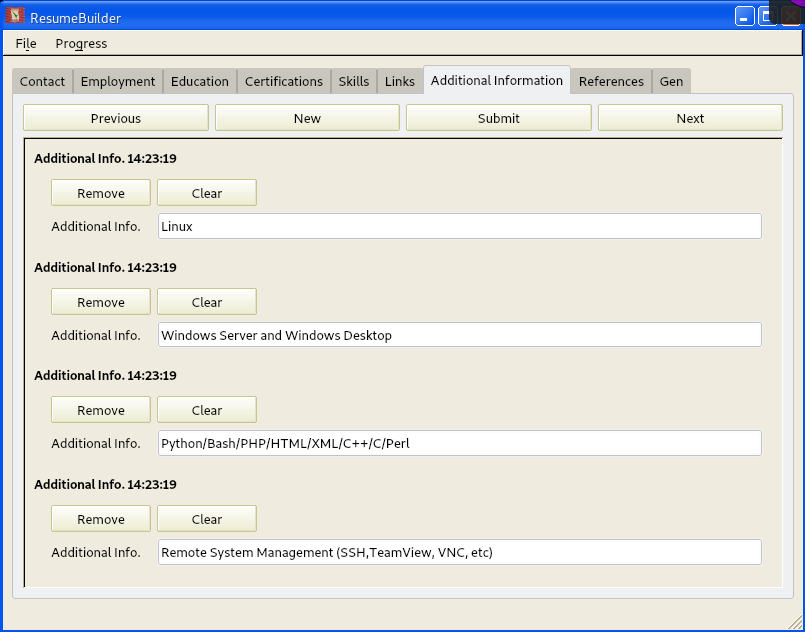 ResumeBuilder
File Progress
Contact Employment Education Certifications Skills Links Additional Information References Gen
Previous New Submit Next
Additional Info. 14:23:19
Remove Clear
Additional Info. Linux
Additional Info. 14:23:19
Remove Clear
Additional Info. Windows Server and Windows Desktop
Additional Info. 14:23:19
Remove Clear
Additional Info. Python/Bash/PHP/HTML/XML/C++/C/Perl
Additional Info. 14:23:19
Remove Clear
Additional Info. Remote System Management (SSH,TeamView, VNC, etc)